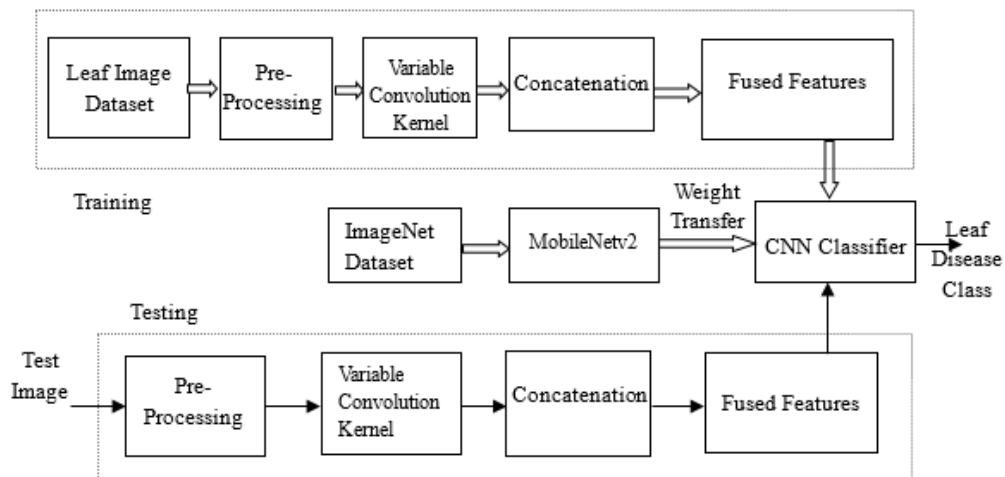 Leaf Image
Dataset
Pre-
Processing
Variable
Convolution
Kernel
Concatenation
Fused Features
Training
ImageNet
Dataset
MobileNetv2
Weight
Transfer
CNN Classifier
Leaf
Disease
Class
Testing
Test
Image
Pre-
Processing
Variable
Convolution
Kernel
Concatenation
Fused Features